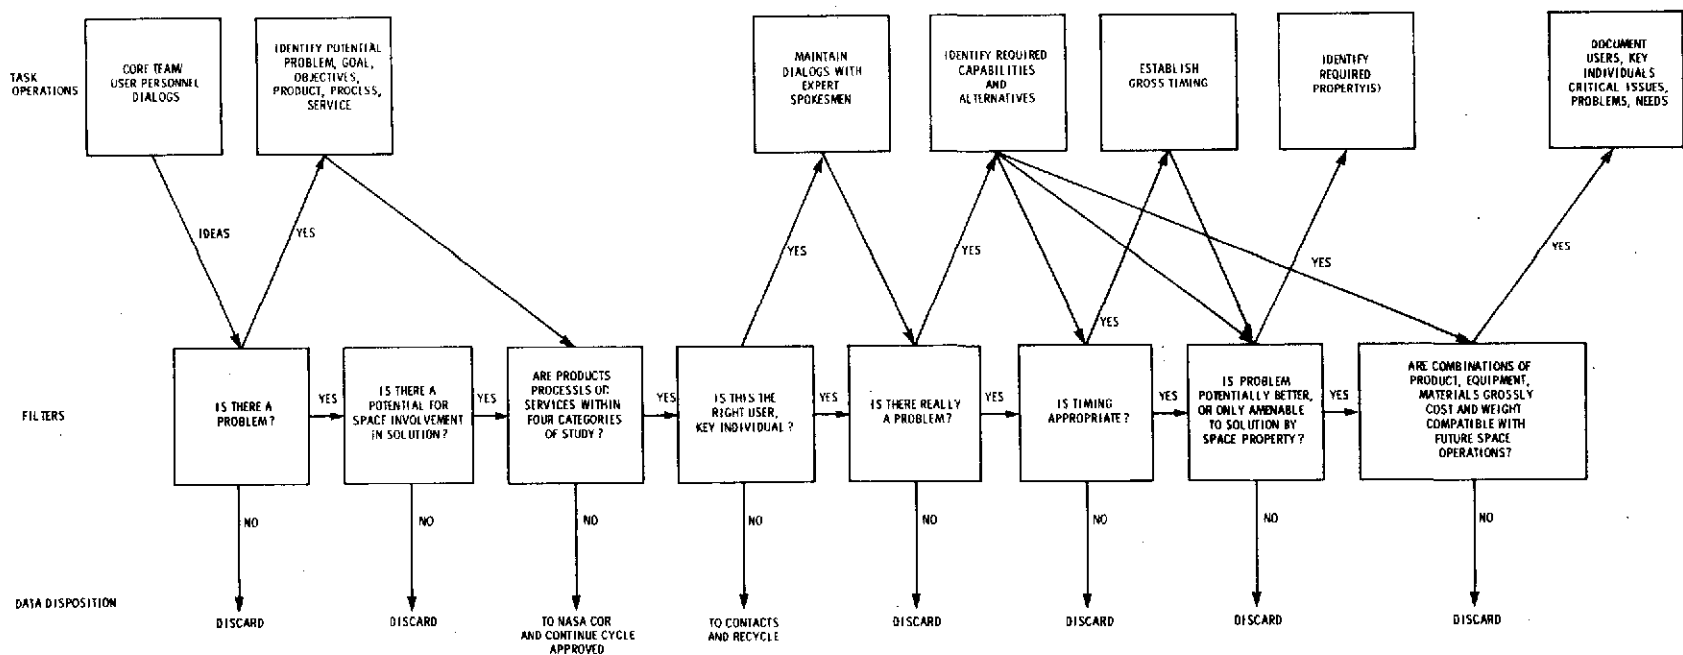 TASK
OPERATIONS
CORE TEAM/
USER PERSONNEL
DIALOGS
IDENTIFY POTENTIAL
PROBLEM, GOAL,
OBJECTIVES,
PRODUCT, PROCESS,
SERVICE
MAINTAIN
DIALOGS WITH
EXPERT
SPOKESMEN
IDENTIFY REQUIRED
CAPABILITIES
AND
ALTERNATIVES
ESTABLISH
GROSS TIMING
IDENTIFY
REQUIRED
PROPERTY(S)
DOCUMENT
USERS, KEY
INDIVIDUALS
CRITICAL ISSUES,
PROBLEMS, NEEDS
IDEAS
YES
YES
YES
YES
YES
YES
FILTERS
IS THERE A
PROBLEM?
YES
IS THERE A
POTENTIAL FOR
SPACE INVOLVEMENT
IN SOLUTION?
YES
ARE PRODUCTS
PROCESSES OR
SERVICES WITHIN
FOUR CATEGORIES
OF STUDY?
YES
IS THIS THE
RIGHT USER,
KEY INDIVIDUAL?
YES
IS THERE REALLY
A PROBLEM?
YES
IS TIMING
APPROPRIATE?
YES
IS PROBLEM
POTENTIALLY BETTER,
OR ONLY AMENABLE
TO SOLUTION BY
SPACE PROPERTY?
YES
ARE COMBINATIONS OF
PRODUCT, EQUIPMENT,
MATERIALS GROSSLY
COST AND WEIGHT
COMPATIBLE WITH
FUTURE SPACE
OPERATIONS?
NO
NO
NO
NO
NO
NO
NO
NO
DATA DISPOSITION
DISCARD
DISCARD
TO NASA COR
AND CONTINUE CYCLE
APPROVED
TO CONTACTS
AND RECYCLE
DISCARD
DISCARD
DISCARD
DISCARD